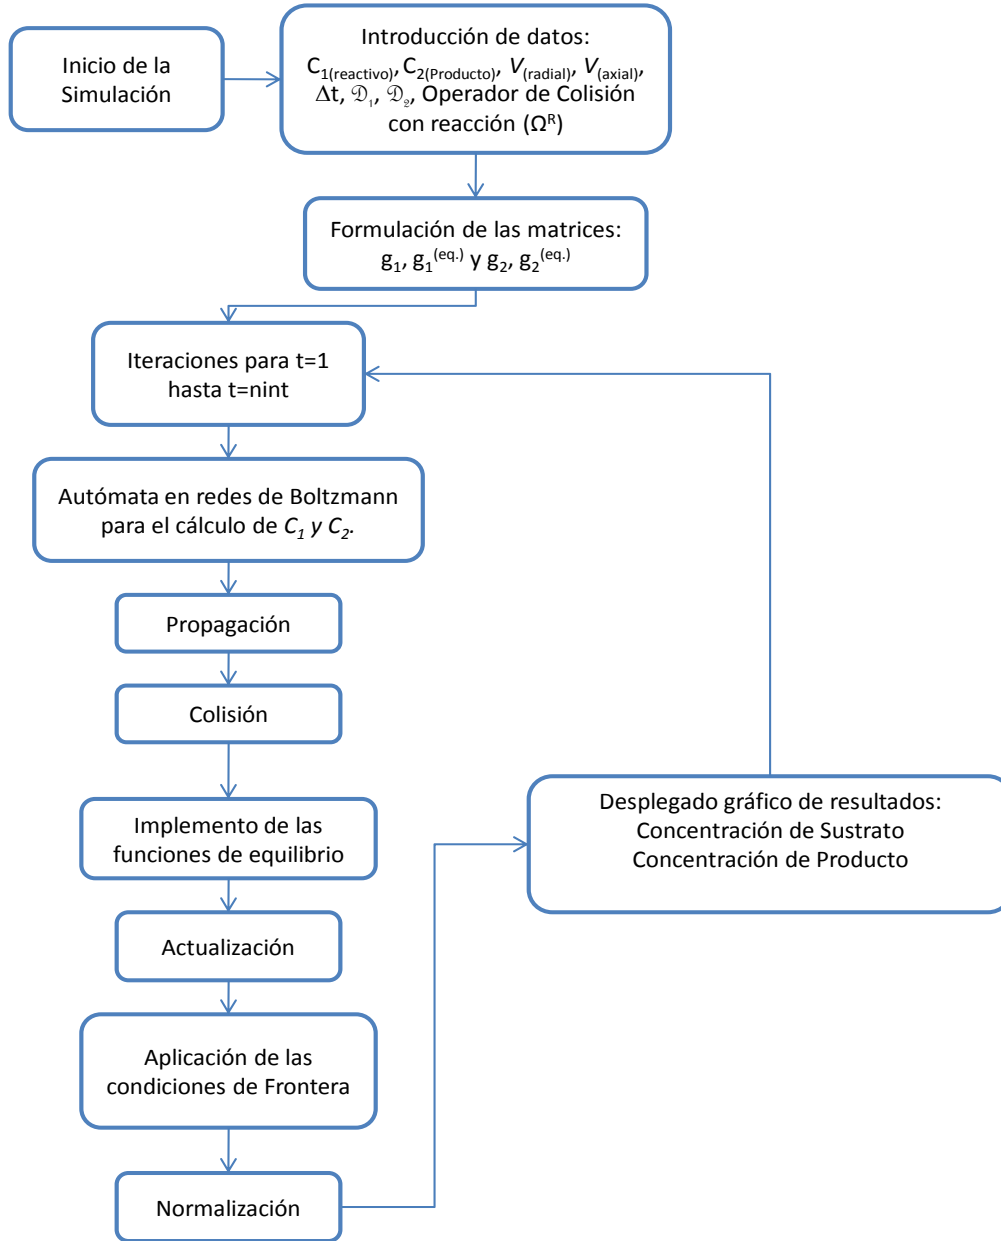 Inicio de la
Simulación
Introducción de datos:
C₁(reactivo), C₂(Producto), V(radial), V(axial),
Δt, 𝒟₁, 𝒟₂, Operador de Colisión
con reacción (Ωᴿ)
Formulación de las matrices:
g₁, g₁(eq.) y g₂, g₂(eq.)
Iteraciones para t=1
hasta t=nint
Autómata en redes de Boltzmann
para el cálculo de C₁ y C₂.
Propagación
Colisión
Implemento de las
funciones de equilibrio
Actualización
Aplicación de las
condiciones de Frontera
Normalización
Desplegado gráfico de resultados:
Concentración de Sustrato
Concentración de Producto